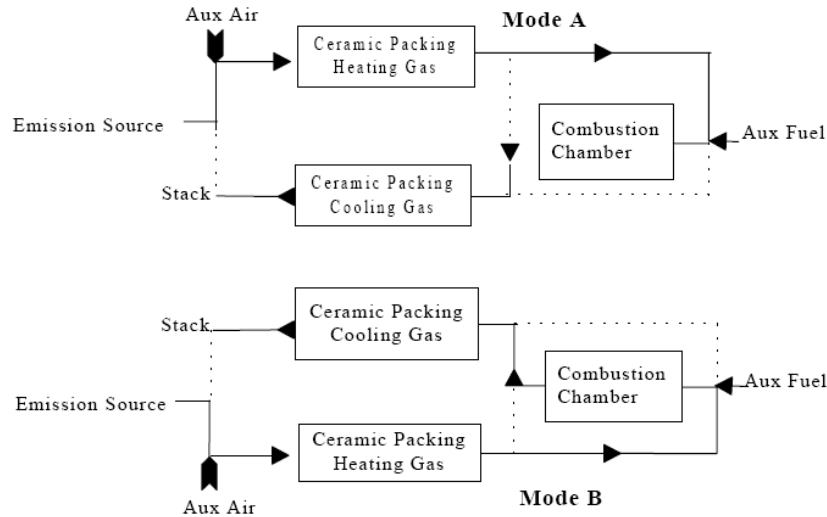 Aux Air
Mode A
Ceramic Packing
Heating Gas
Emission Source
Combustion
Chamber
Aux Fuel
Stack
Ceramic Packing
Cooling Gas
Ceramic Packing
Cooling Gas
Stack
Combustion
Chamber
Aux Fuel
Emission Source
Ceramic Packing
Heating Gas
Aux Air
Mode B